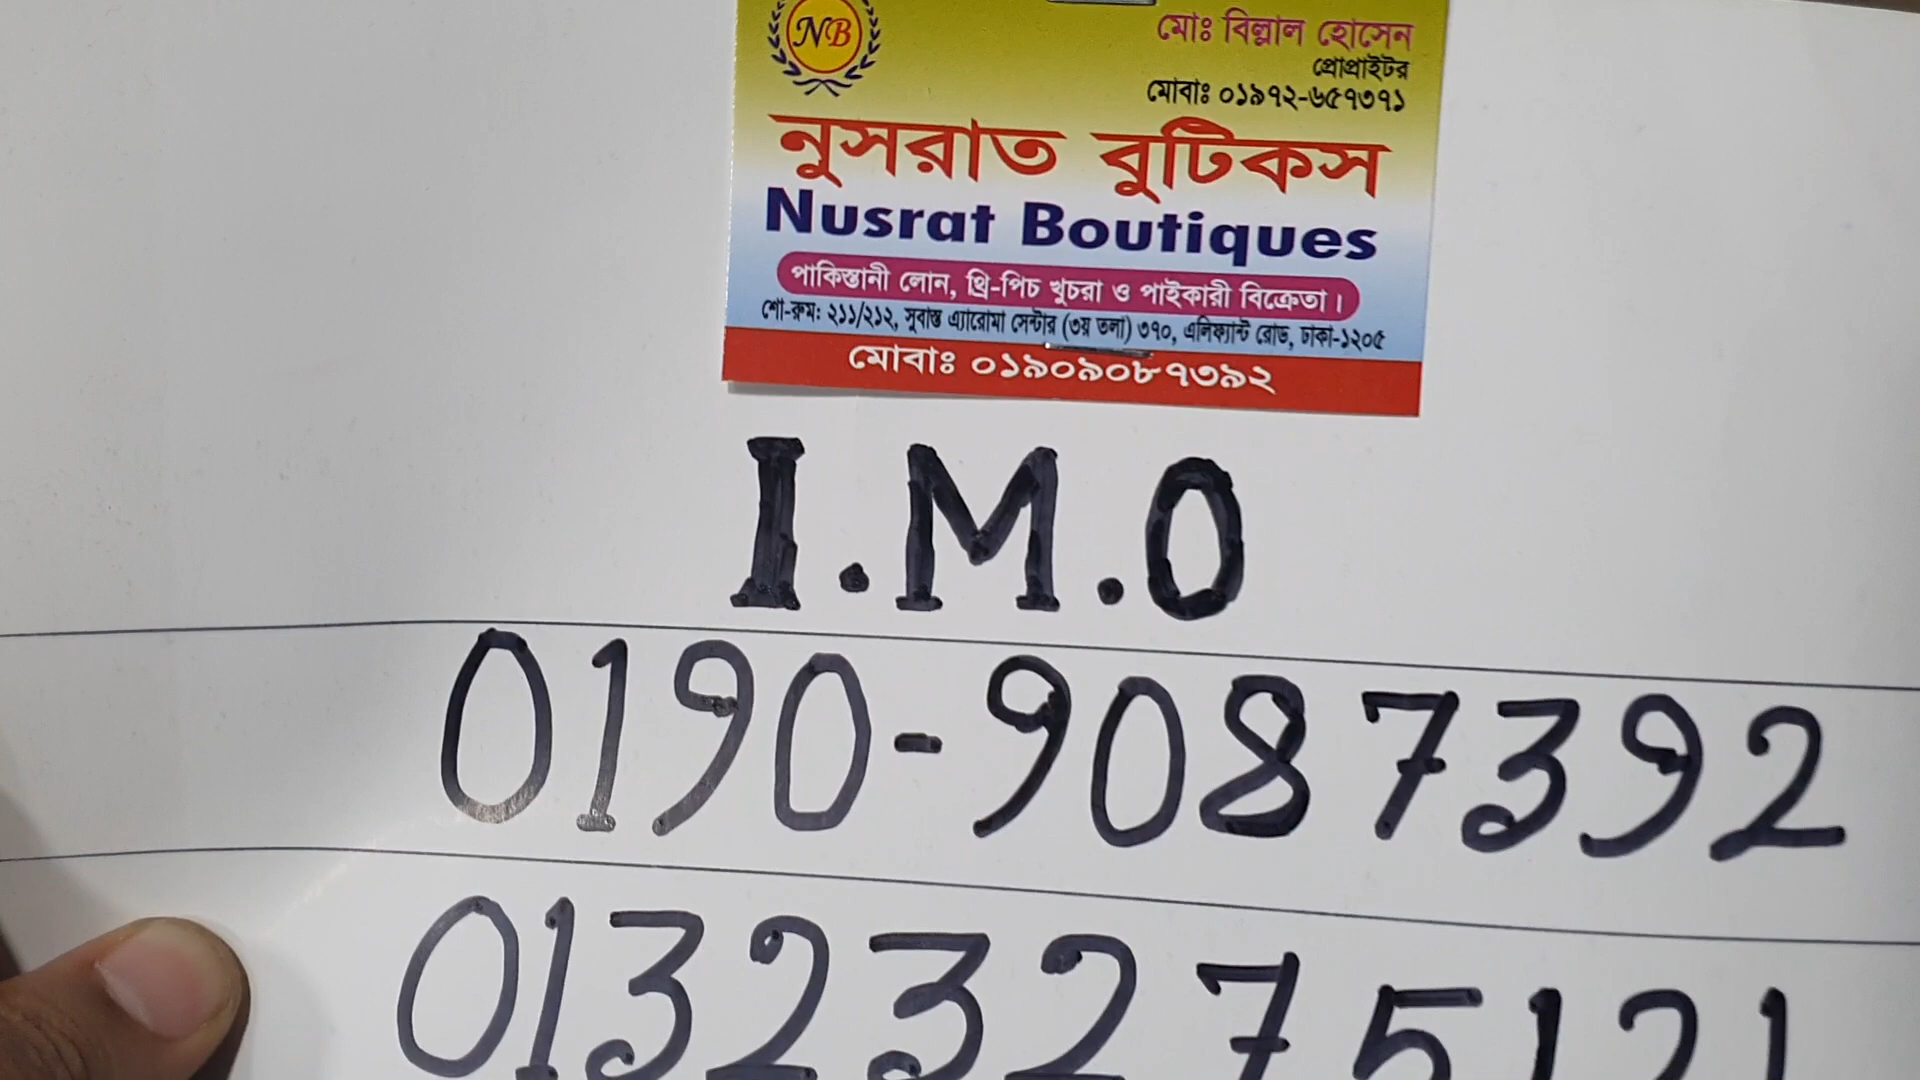 NB
মোঃ বিল্লাল হোসেন
প্রোপ্রাইটর
মোবাঃ ০১৯৭২-৬৫৭৩৭১
নুসরাত বুটিকস
Nusrat Boutiques
পাকিস্তানী লোন, থ্রি-পিচ খুচরা ও পাইকারী বিক্রেতা।
শো-রুম: ২১১/২১২, সুবাস্ত এ্যারোমা সেন্টার (৩য় তলা) ৩৭০, এলিফ্যান্ট রোড, ঢাকা-১২০৫
মোবাঃ ০১৯০৯০৮৭৩৯২
I.M.O
0190-9087392
01323275121